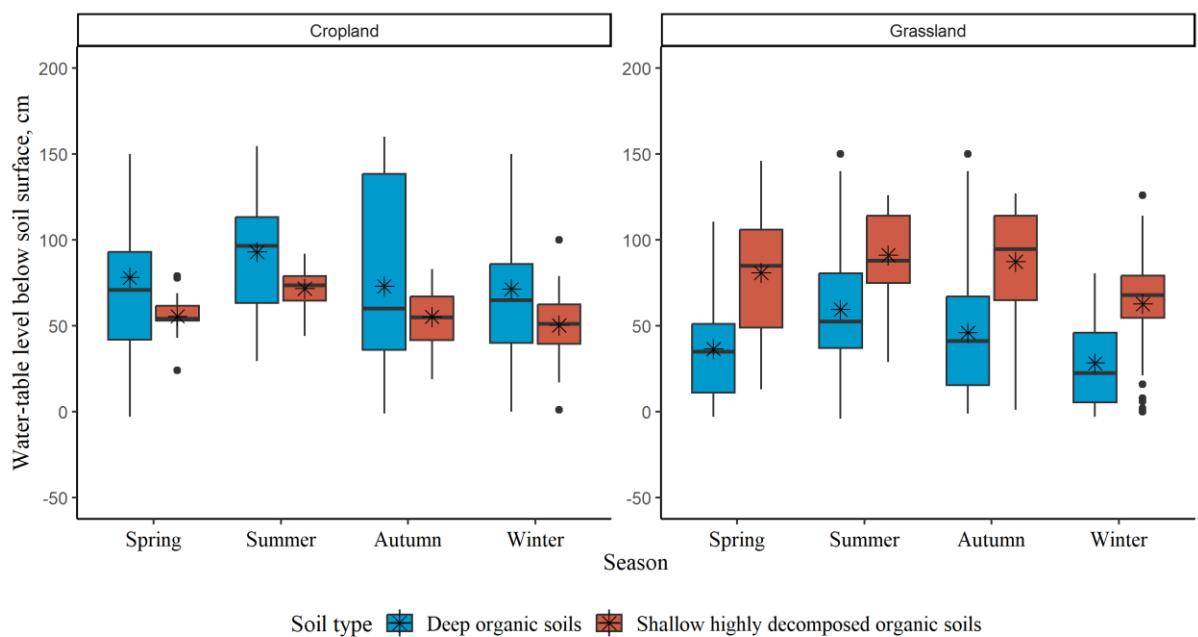 Cropland
Grassland
Water-table level below soil surface, cm
200
150
100
50
0
-50
200
150
100
50
0
-50
Spring Summer Autumn Winter
Spring Summer Autumn Winter
Season
Soil type Deep organic soils Shallow highly decomposed organic soils